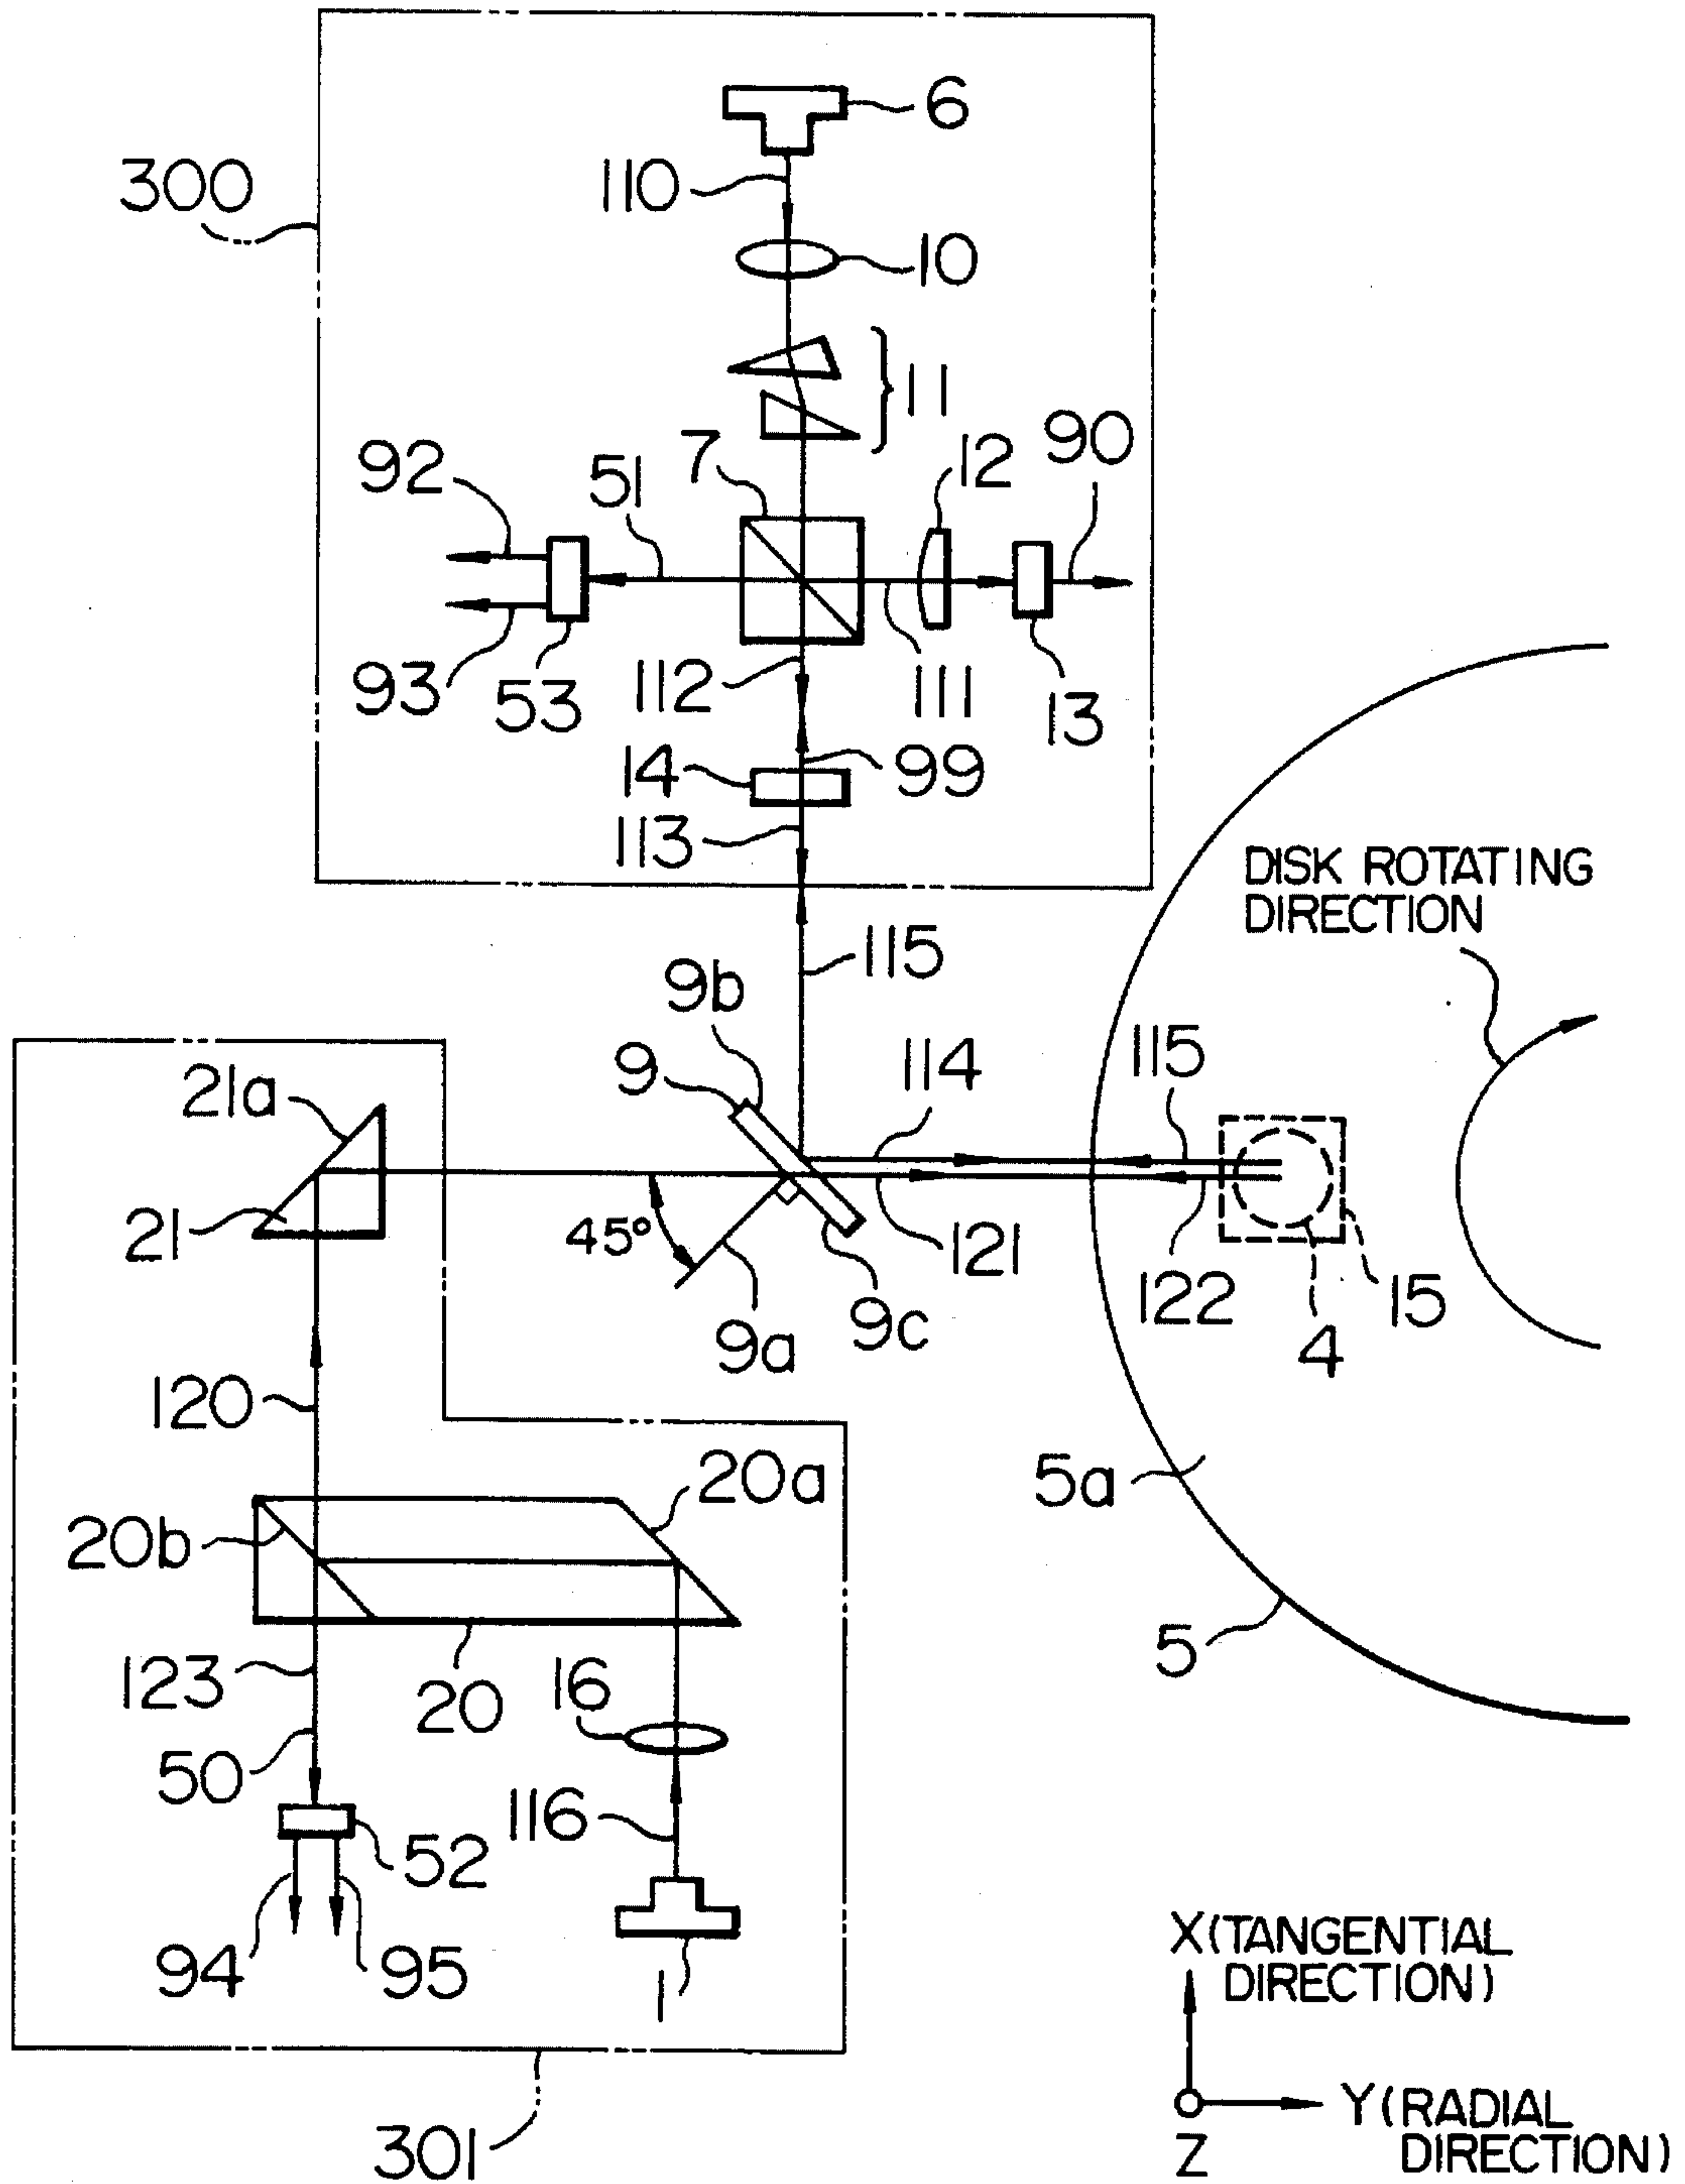 6
300
110
10
11
90
92
7
12
51
93
53
112
111
13
14
99
113
DISK ROTATING
DIRECTION
115
9b
9
114
115
21a
21
45°
121
122
15
9c
9a
4
120
20a
5a
20b
5
123
20
16
50
116
52
94
95
1
X(TANGENTIAL
DIRECTION)
Y(RADIAL
DIRECTION)
Z
301